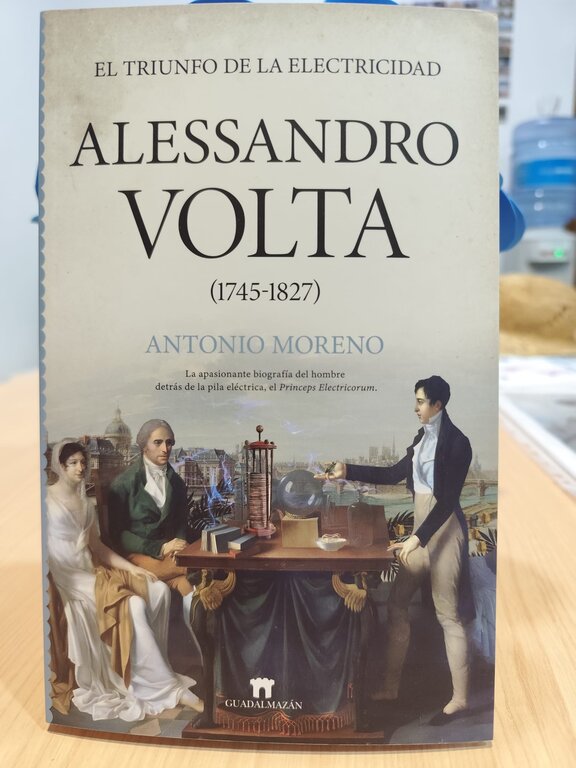 EL TRIUNFO DE LA ELECTRICIDAD
ALESSANDRO
VOLTA
(1745-1827)
ANTONIO MORENO
La apasionante biografía del hombre
detrás de la pila eléctrica, el Princeps Electricorum.
GUADALMAZÁN